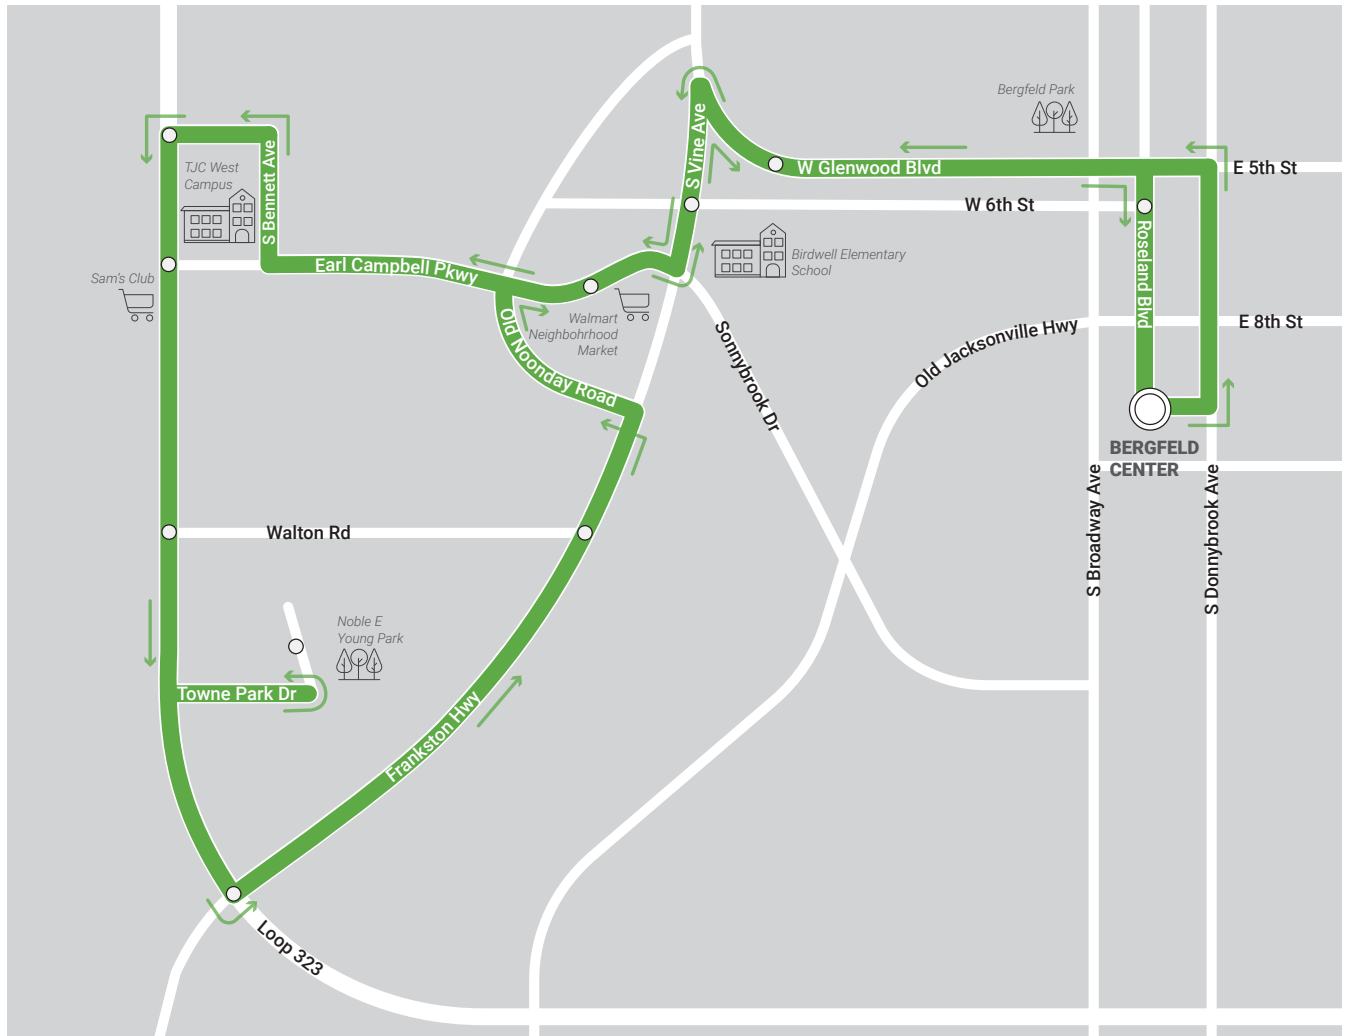 Bergfeld Park
S Vine Ave
TJC West
Campus
S Bennett Ave
W Glenwood Blvd
E 5th St
W 6th St
Roseland Blvd
Birdwell Elementary
School
Earl Campbell Pkwy
Sam's Club
Walmart
Neighbohrhood
Market
Old Noonday Road
Sonnybrook Dr
Old Jacksonville Hwy
E 8th St
BERGFELD
CENTER
S Broadway Ave
S Donnybrook Ave
Walton Rd
Noble E
Young Park
Towne Park Dr
Frankston Hwy
Loop 323